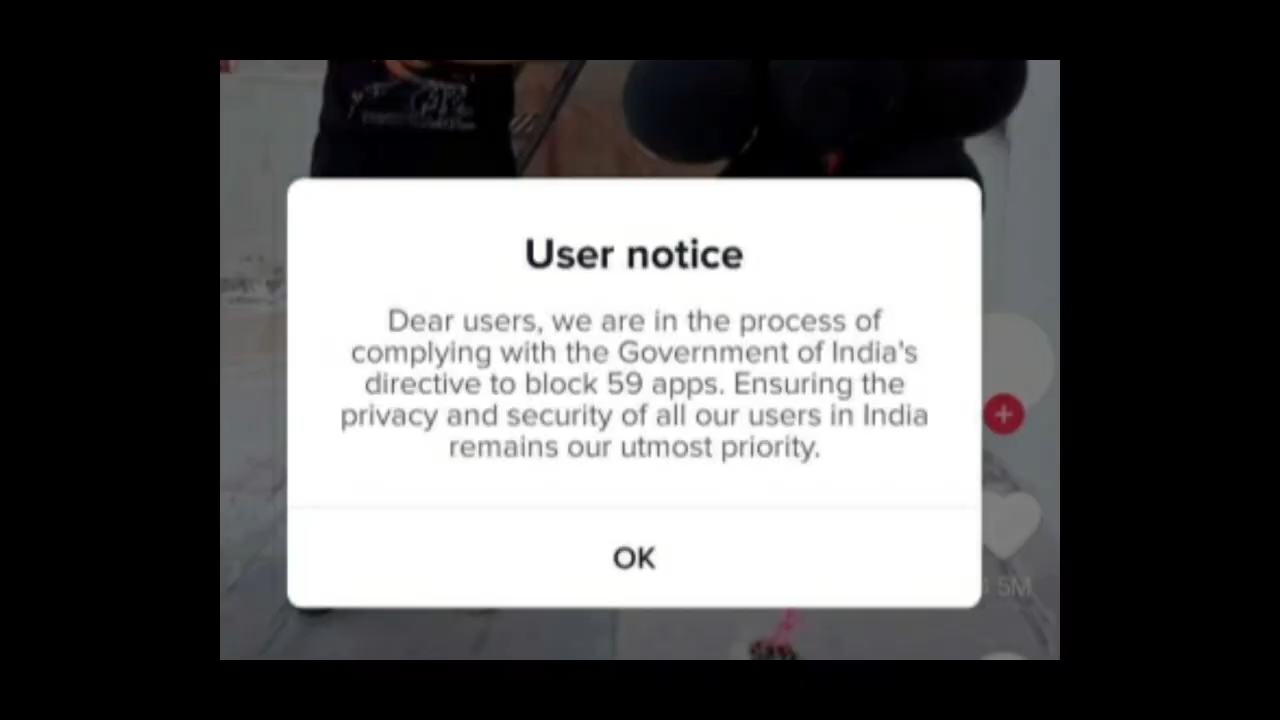 User notice
Dear users, we are in the process of
complying with the Government of India's
directive to block 59 apps. Ensuring the
privacy and security of all our users in India
remains our utmost priority.
OK
5M